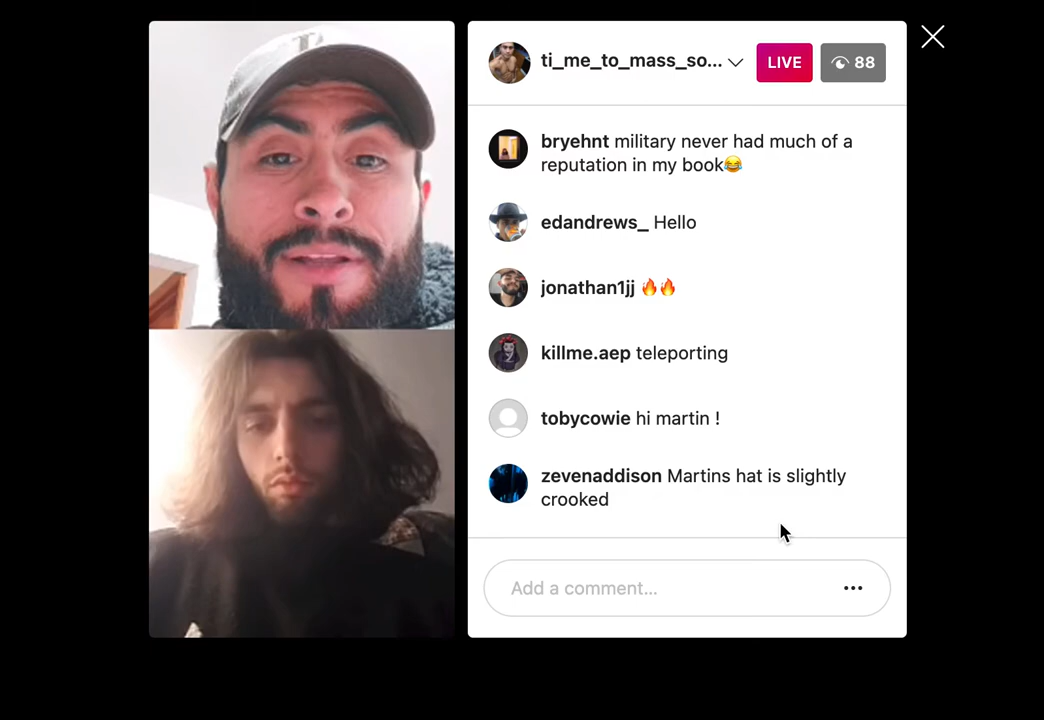 ti_me_to_mass_so...
LIVE
88
bryehnt military never had much of a
reputation in my book😂
edandrews_ Hello
jonathan1jj 🔥🔥
killme.aep teleporting
tobycowie hi martin !
zevenaddison Martins hat is slightly
crooked
Add a comment...